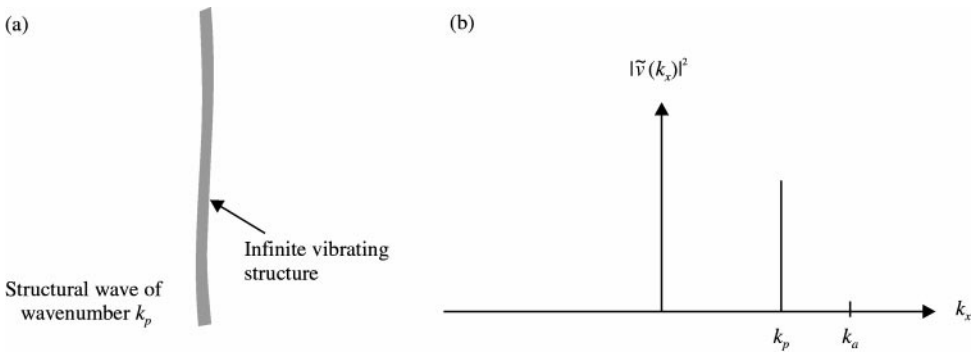 (a)
Infinite vibrating
structure
Structural wave of
wavenumber kₚ
(b)
|ṽ(kₓ)|²
kₚ
kₐ
kₓ